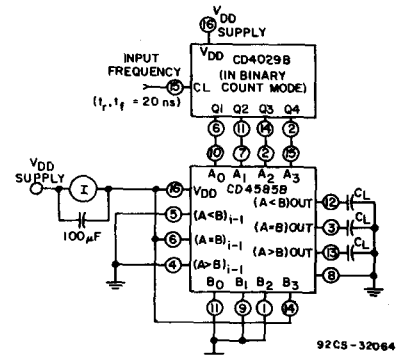 16 VDD SUPPLY
VDD CD4029B
INPUT FREQUENCY
15 CL (IN BINARY COUNT MODE)
(tr, tf = 20 ns)
Q1 Q2 Q3 Q4
6 11 14 2
10 7 2 15
A0 A1 A2 A3
VDD SUPPLY
I
100µF
16 VDD CD4585B
(A<B)OUT 12 CL
5 (A<B)i-1
(A=B)OUT 3 CL
6 (A=B)i-1
(A>B)OUT 13 CL
4 (A>B)i-1
8
B0 B1 B2 B3
11 9 1 14
92CS-32064